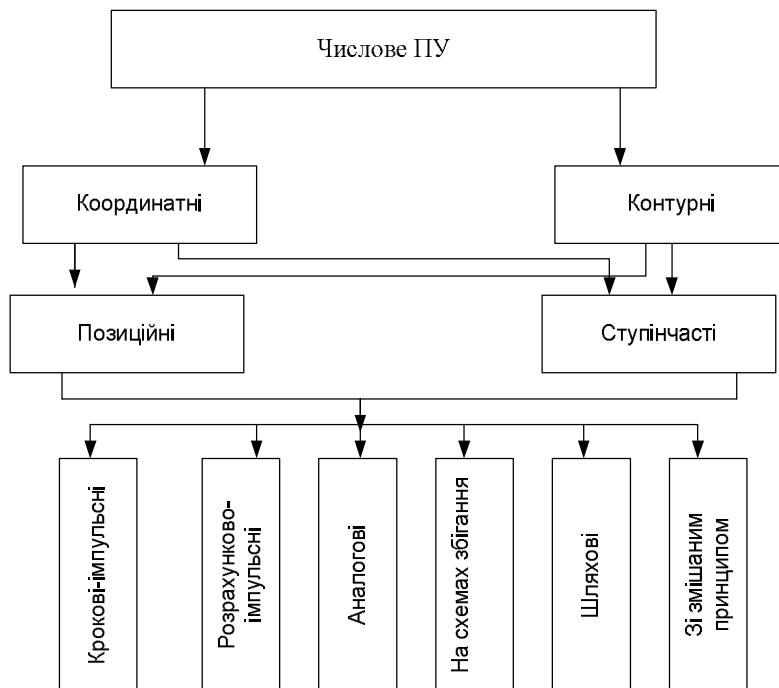 Числове ПУ
Координатні
Контурні
Позиційні
Ступінчасті
Крокові-імпульсні
Розрахунково-
імпульсні
Аналогові
На схемах збігання
Шляхові
Зі змішаним
принципом